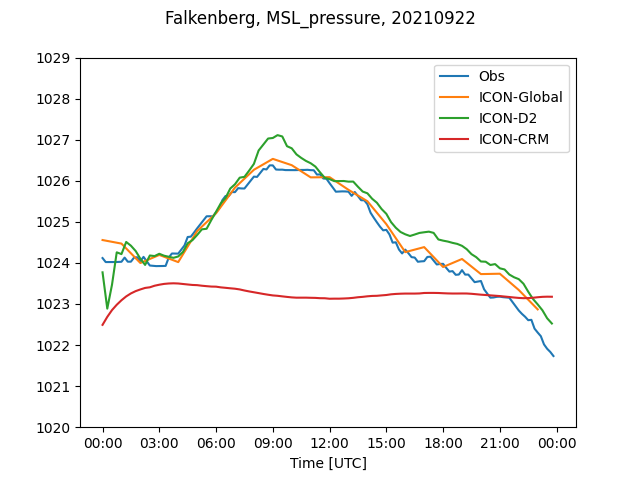 Falkenberg, MSL_pressure, 20210922
1029
1028
1027
1026
1025
1024
1023
1022
1021
1020
Obs
ICON-Global
ICON-D2
ICON-CRM
00:00 03:00 06:00 09:00 12:00 15:00 18:00 21:00 00:00
Time [UTC]